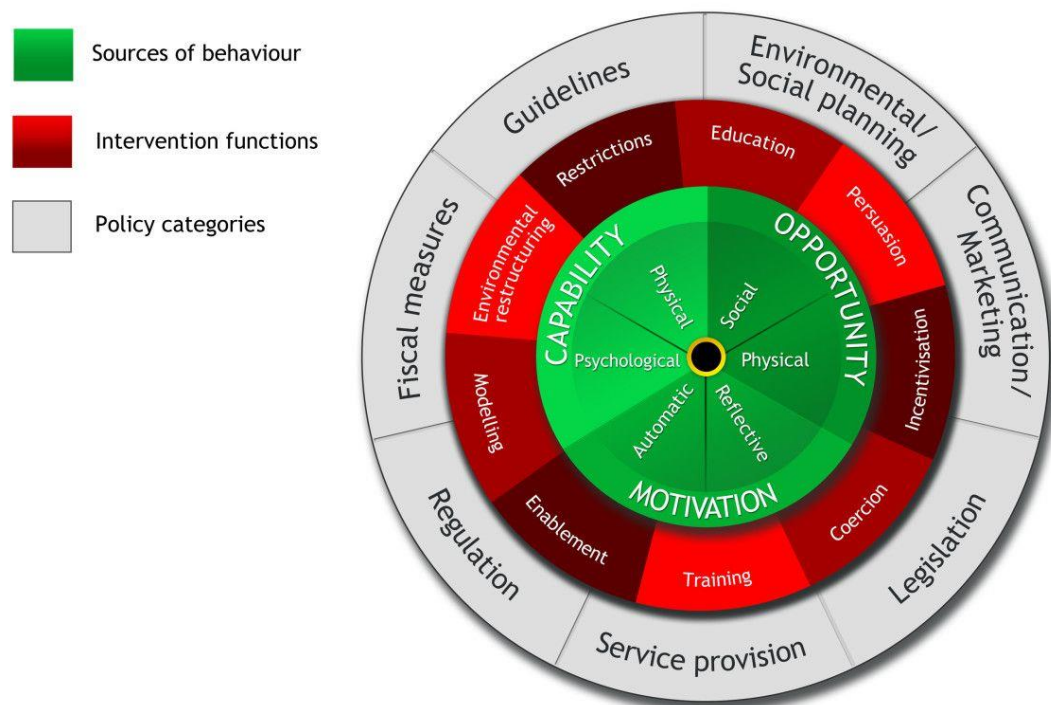 Sources of behaviour
Intervention functions
Policy categories
Guidelines
Environmental/
Social planning
Communication/
Marketing
Legislation
Service provision
Regulation
Fiscal measures
Restrictions
Education
Persuasion
Incentivisation
Coercion
Training
Enablement
Modelling
Environmental
restructuring
CAPABILITY
OPPORTUNITY
MOTIVATION
Physical
Social
Psychological
Physical
Automatic
Reflective